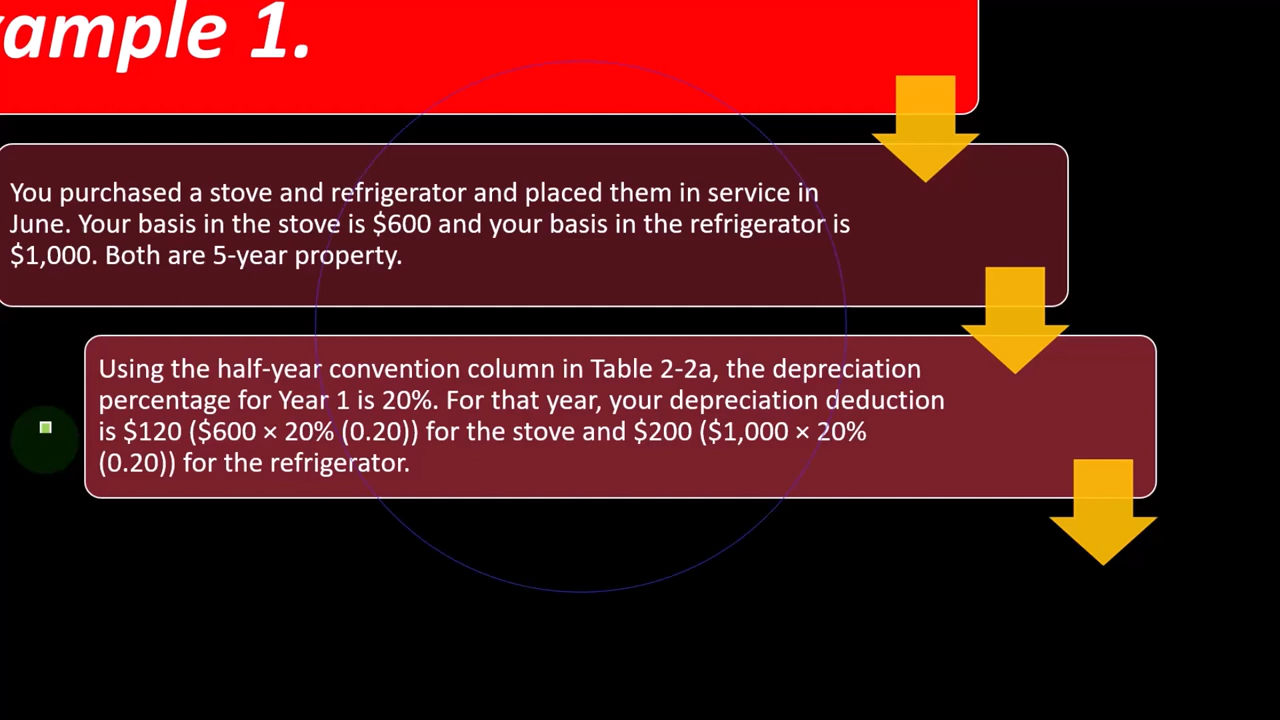 ample 1.
You purchased a stove and refrigerator and placed them in service in
June. Your basis in the stove is $600 and your basis in the refrigerator is
$1,000. Both are 5-year property.
Using the half-year convention column in Table 2-2a, the depreciation
percentage for Year 1 is 20%. For that year, your depreciation deduction
is $120 ($600 × 20% (0.20)) for the stove and $200 ($1,000 × 20%
(0.20)) for the refrigerator.